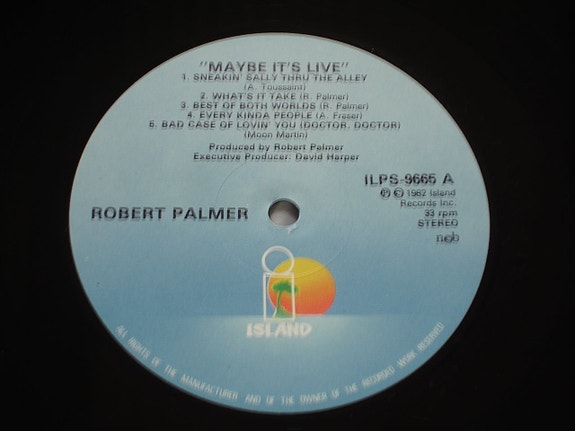 "MAYBE IT'S LIVE"
1. SNEAKIN' SALLY THRU THE ALLEY
(A. Toussaint)
2. WHAT'S IT TAKE (R. Palmer)
3. BEST OF BOTH WORLDS (R. Palmer)
4. EVERY KINDA PEOPLE (A. Fraser)
5. BAD CASE OF LOVIN' YOU (DOCTOR, DOCTOR)
(Moon Martin)
Produced by Robert Palmer
Executive Producer: David Harper
ILPS-9665 A
℗ © 1982 Island
Records Inc.
33 rpm
STEREO
ncb
ROBERT PALMER
ISLAND
ALL RIGHTS OF THE MANUFACTURER AND OF THE OWNER OF THE RECORDED WORK RESERVED